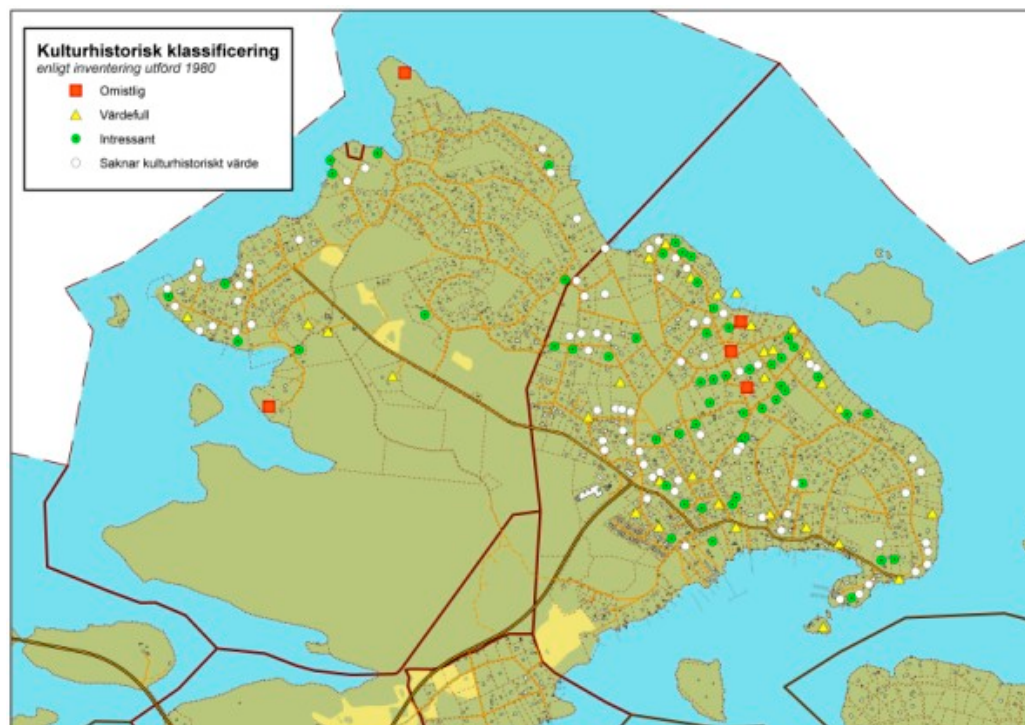 Kulturhistorisk klassificering
enligt inventering utförd 1980
Omistlig
Värdefull
Intressant
Saknar kulturhistoriskt värde